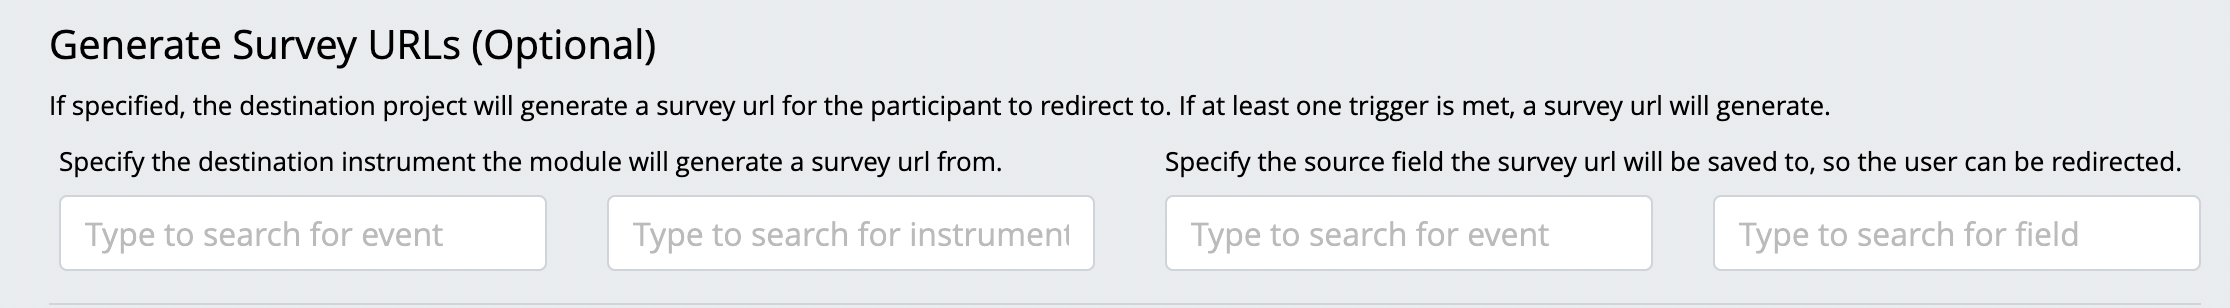 Generate Survey URLs (Optional)
If specified, the destination project will generate a survey url for the participant to redirect to. If at least one trigger is met, a survey url will generate.
Specify the destination instrument the module will generate a survey url from.
Specify the source field the survey url will be saved to, so the user can be redirected.
Type to search for event
Type to search for instrument
Type to search for event
Type to search for field